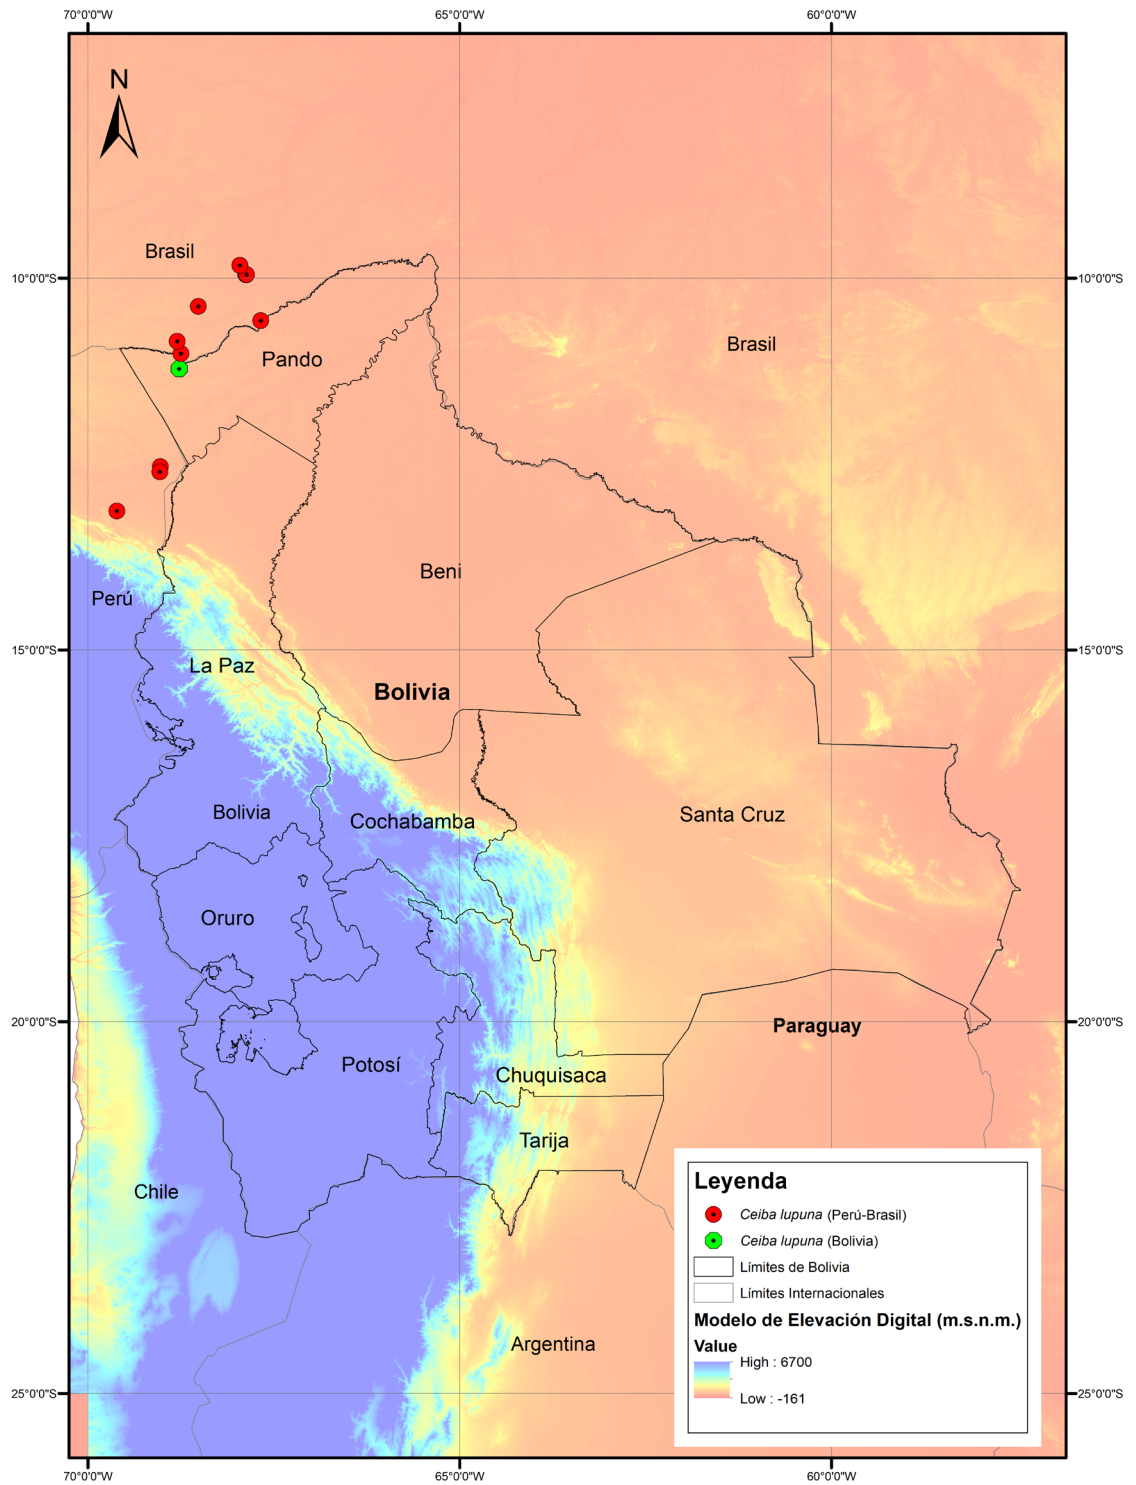 70°0'0"W
65°0'0"W
60°0'0"W
N
Brasil
10°0'0"S
10°0'0"S
Brasil
Pando
Beni
Perú
15°0'0"S
La Paz
15°0'0"S
Bolivia
Bolivia
Cochabamba
Santa Cruz
Oruro
20°0'0"S
Paraguay
20°0'0"S
Potosí
Chuquisaca
Tarija
Chile
Argentina
Leyenda
Ceiba lupuna (Perú-Brasil)
Ceiba lupuna (Bolivia)
Límites de Bolivia
Límites Internacionales
Modelo de Elevación Digital (m.s.n.m.)
Value
High : 6700
Low : -161
25°0'0"S
25°0'0"S
70°0'0"W
65°0'0"W
60°0'0"W